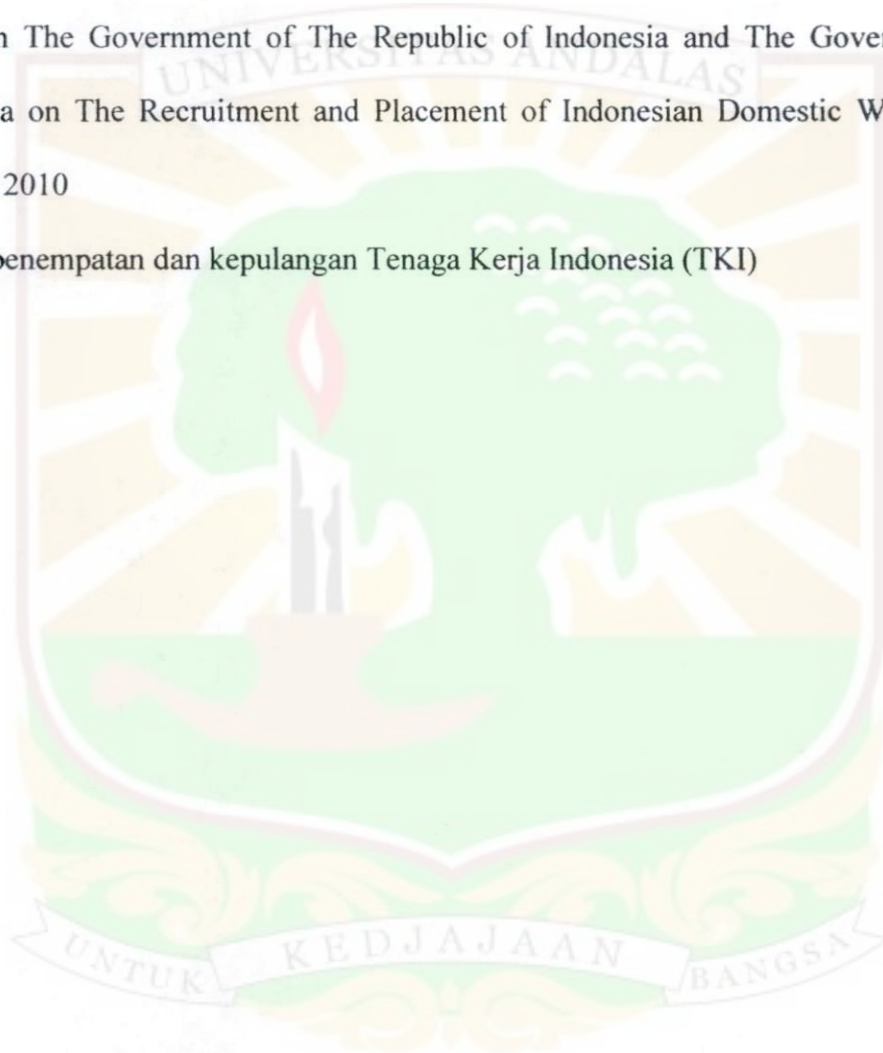 The Government of The Republic of Indonesia and The
UNIVERSITAS ANDALAS
on The Recruitment and Placement of Indonesian Domestic
2010
penempatan dan kepulangan Tenaga Kerja Indonesia (TKI)
UNTUK KEDJAJAAN BANGSA